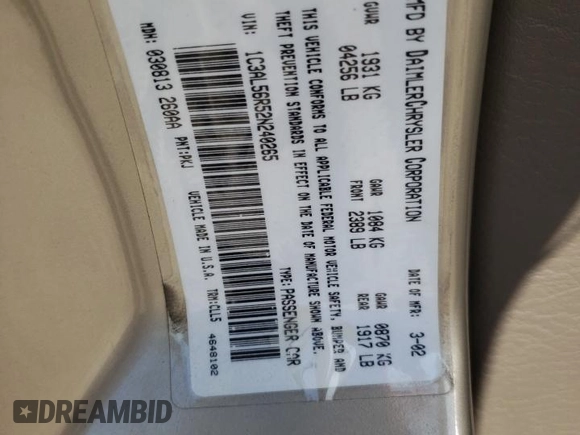 MFD BY DAIMLERCHRYSLER CORPORATION
DATE OF MFR: 3-02
GVWR 1931 KG
04256 LB
GAWR 1084 KG
FRONT 2389 LB
GAWR 0870 KG
REAR 1917 LB
THIS VEHICLE CONFORMS TO ALL APPLICABLE FEDERAL MOTOR VEHICLE SAFETY, BUMPER AND
THEFT PREVENTION STANDARDS IN EFFECT ON THE DATE OF MANUFACTURE SHOWN ABOVE.
VIN: 1C3AL56R52N240265
TYPE: PASSENGER CAR
MDH: 030813 260AA
PNT: PKJ
VEHICLE MADE IN U.S.A.
TRM: CLL5
4648102
DREAMBID